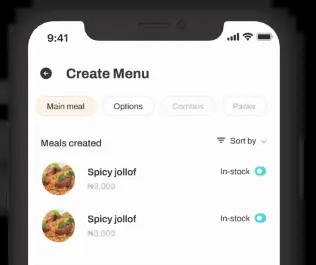 9:41
Create Menu
Main meal Options Combos Packs
Meals created Sort by
Spicy jollof In-stock
₦3,000
Spicy jollof In-stock
₦3,000